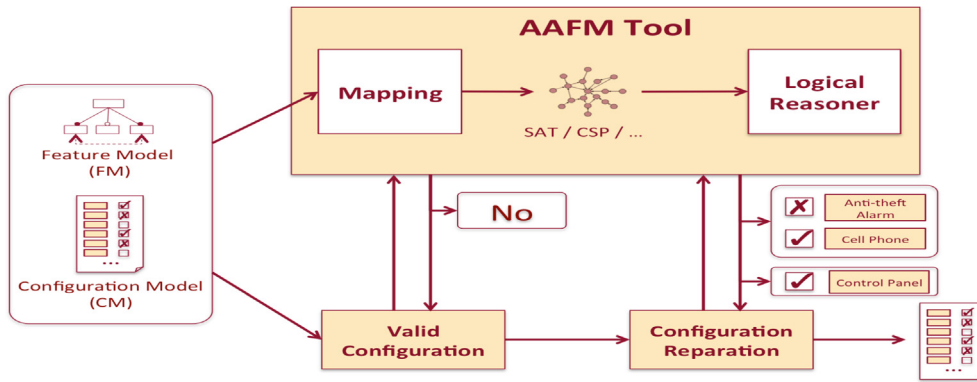 AAFM Tool
Mapping
SAT / CSP / ...
Logical
Reasoner
Feature Model
(FM)
...
Configuration Model
(CM)
No
Anti-theft
Alarm
Cell Phone
Control Panel
Valid
Configuration
Configuration
Reparation
...